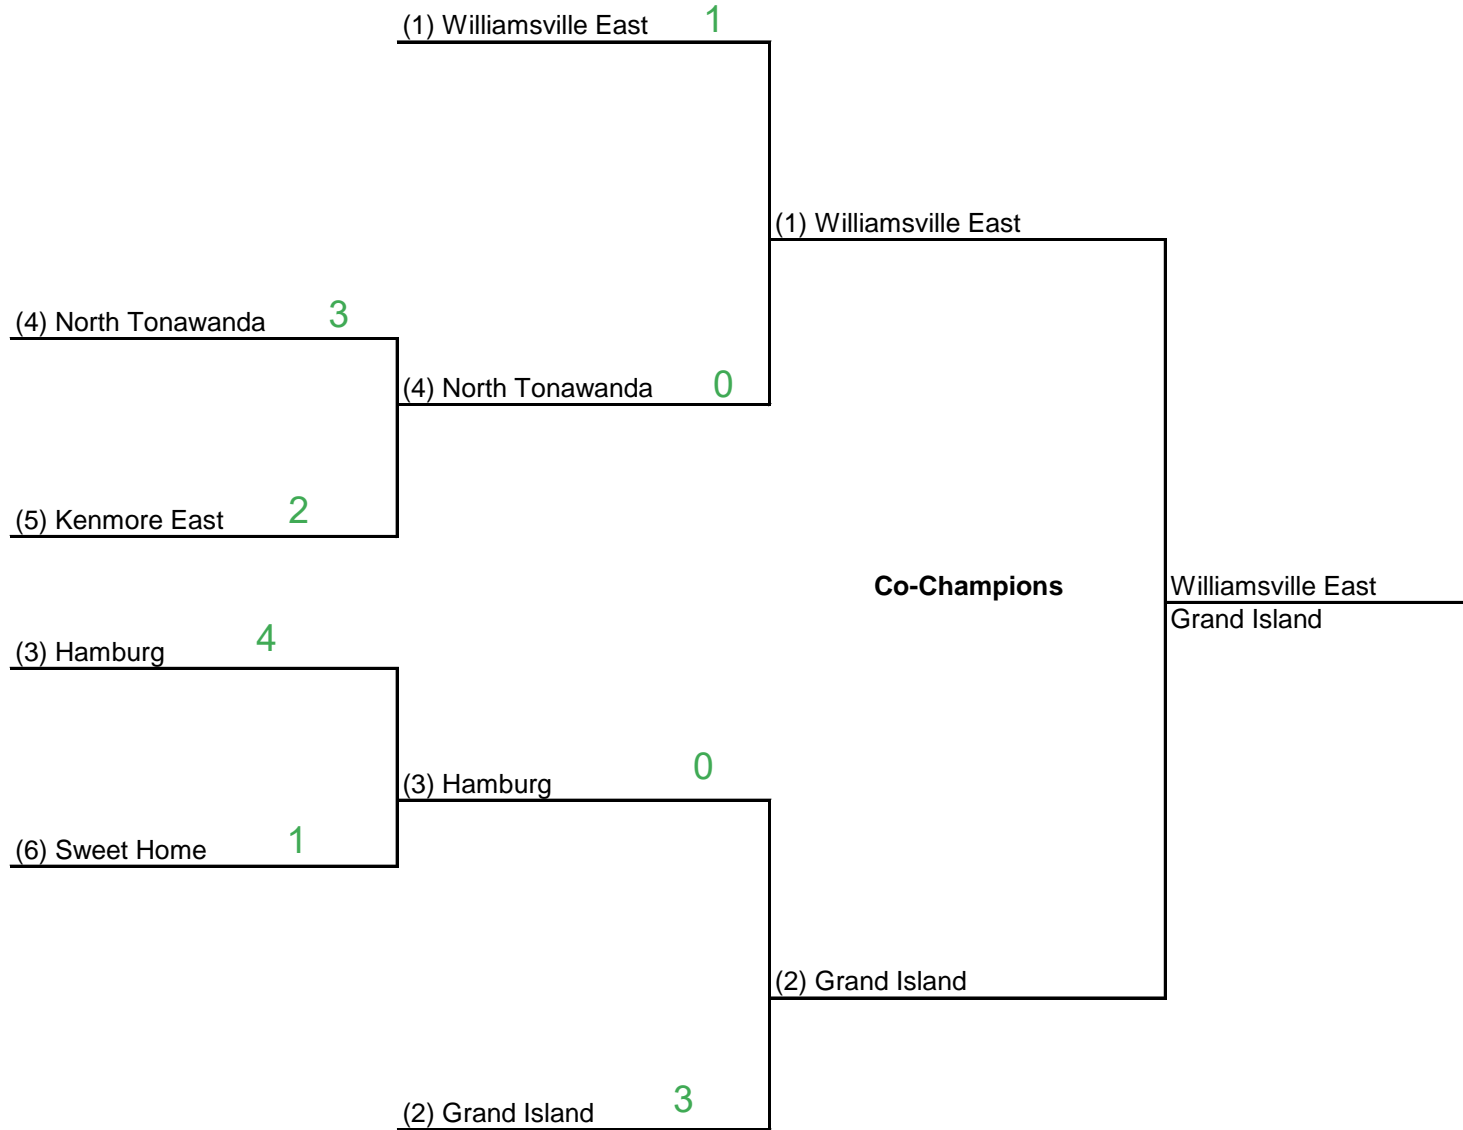 (1) Williamsville East 1
(1) Williamsville East
(4) North Tonawanda 3
(4) North Tonawanda 0
(5) Kenmore East 2
Co-Champions
Williamsville East
Grand Island
(3) Hamburg 4
(3) Hamburg 0
(6) Sweet Home 1
(2) Grand Island
(2) Grand Island 3